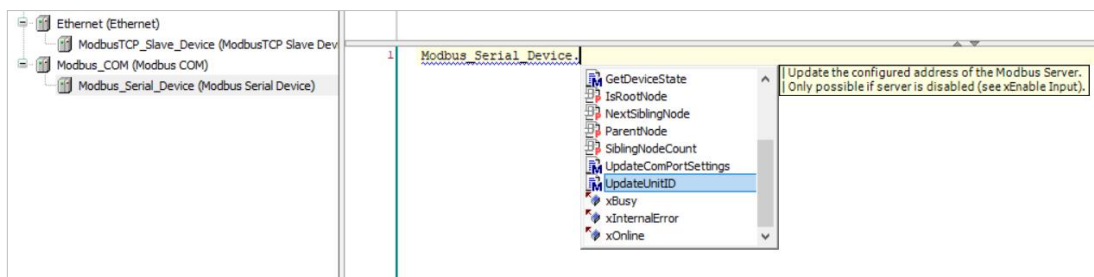 Ethernet (Ethernet)
ModbusTCP_Slave_Device (ModbusTCP Slave Dev
Modbus_COM (Modbus COM)
Modbus_Serial_Device (Modbus Serial Device)
1 Modbus_Serial_Device.
GetDeviceState
IsRootNode
NextSiblingNode
ParentNode
SiblingNodeCount
UpdateComPortSettings
UpdateUnitID
xBusy
xInternalError
xOnline
| Update the configured address of the Modbus Server.
| Only possible if server is disabled (see xEnable Input).